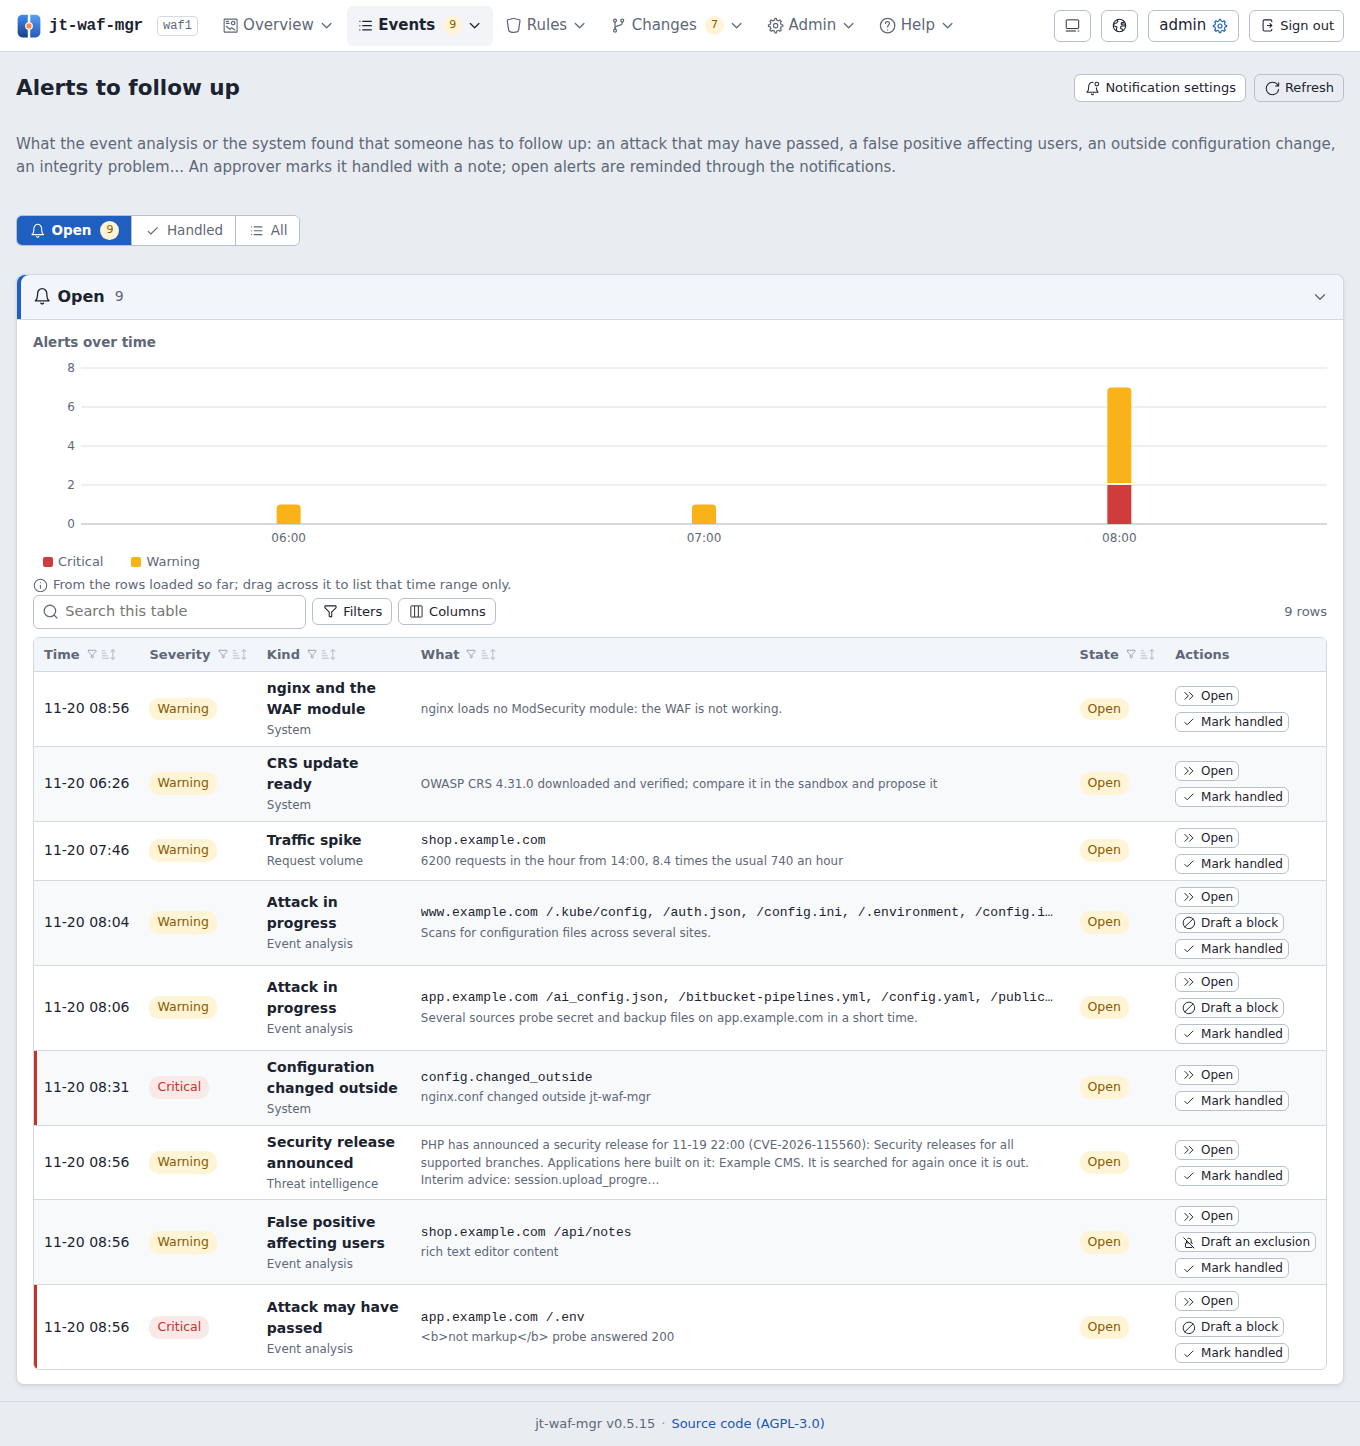 jt-waf-mgr waf1 Overview Events 9 Rules Changes 7 Admin Help admin Sign out
Alerts to follow up
Notification settings Refresh
What the event analysis or the system found that someone has to follow up: an attack that may have passed, a false positive affecting users, an outside configuration change,
an integrity problem... An approver marks it handled with a note; open alerts are reminded through the notifications.
Open 9 Handled All
Open 9
Alerts over time
8
6
4
2
0
06:00 07:00 08:00
Critical Warning
From the rows loaded so far; drag across it to list that time range only.
Search this table Filters Columns 9 rows
Time Severity Kind What State Actions
11-20 08:56 Warning nginx and the WAF module System nginx loads no ModSecurity module: the WAF is not working. Open Open Mark handled
11-20 06:26 Warning CRS update ready System OWASP CRS 4.31.0 downloaded and verified; compare it in the sandbox and propose it Open Open Mark handled
11-20 07:46 Warning Traffic spike Request volume shop.example.com 6200 requests in the hour from 14:00, 8.4 times the usual 740 an hour Open Open Mark handled
11-20 08:04 Warning Attack in progress Event analysis www.example.com /.kube/config, /auth.json, /config.ini, /.environment, /config.i… Scans for configuration files across several sites. Open Open Draft a block Mark handled
11-20 08:06 Warning Attack in progress Event analysis app.example.com /ai_config.json, /bitbucket-pipelines.yml, /config.yaml, /public… Several sources probe secret and backup files on app.example.com in a short time. Open Open Draft a block Mark handled
11-20 08:31 Critical Configuration changed outside System config.changed_outside nginx.conf changed outside jt-waf-mgr Open Open Mark handled
11-20 08:56 Warning Security release announced Threat intelligence PHP has announced a security release for 11-19 22:00 (CVE-2026-115560): Security releases for all supported branches. Applications here built on it: Example CMS. It is searched for again once it is out. Interim advice: session.upload_progre… Open Open Mark handled
11-20 08:56 Warning False positive affecting users Event analysis shop.example.com /api/notes rich text editor content Open Open Draft an exclusion Mark handled
11-20 08:56 Critical Attack may have passed Event analysis app.example.com /.env <b>not markup</b> probe answered 200 Open Open Draft a block Mark handled
jt-waf-mgr v0.5.15 · Source code (AGPL-3.0)